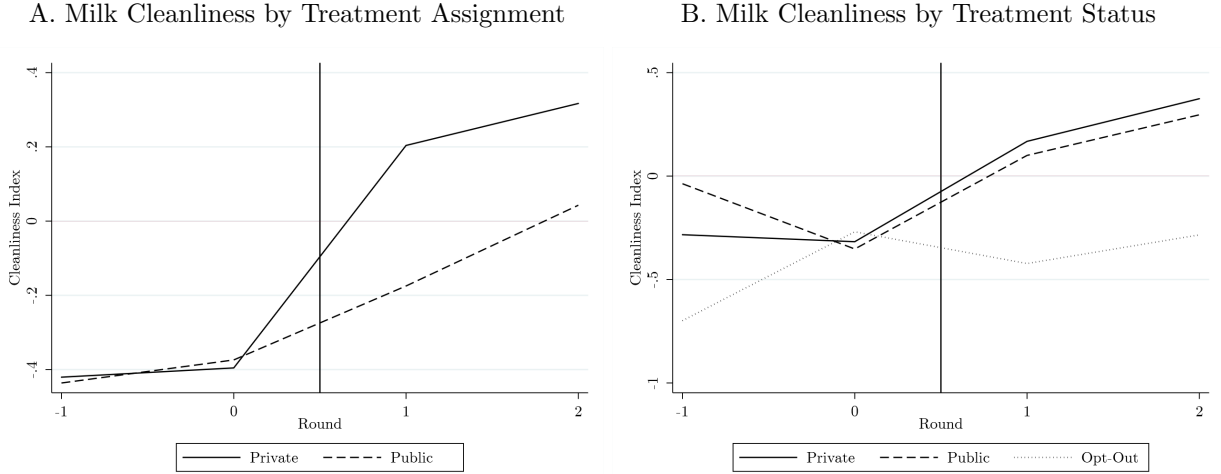 A. Milk Cleanliness by Treatment Assignment
Cleanliness Index
.4
.2
0
-.2
-.4
-1 0 1 2
Round
Private Public
B. Milk Cleanliness by Treatment Status
Cleanliness Index
.5
0
-.5
-1
-1 0 1 2
Round
Private Public Opt-Out